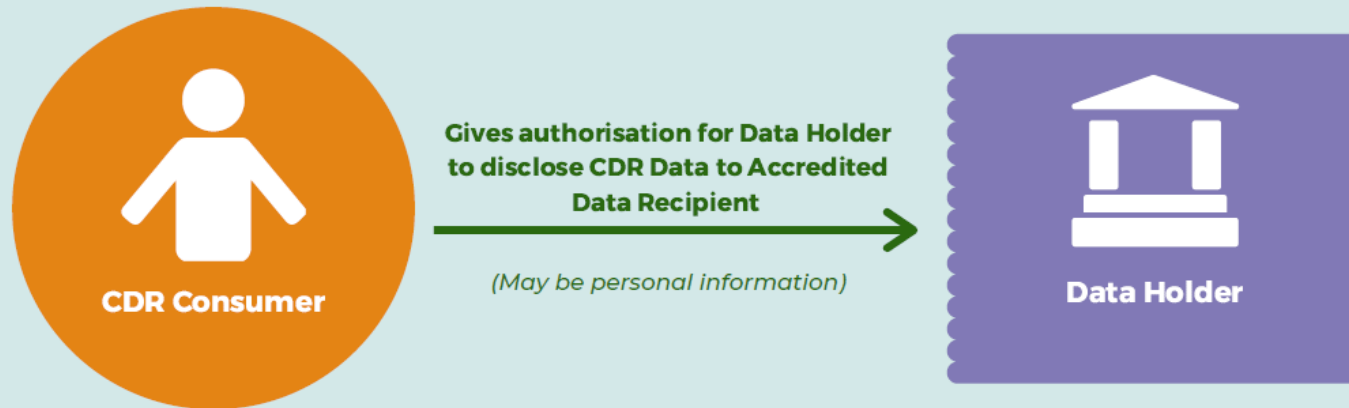 Gives authorisation for Data Holder
to disclose CDR Data to Accredited
Data Recipient
(May be personal information)
CDR Consumer
Data Holder